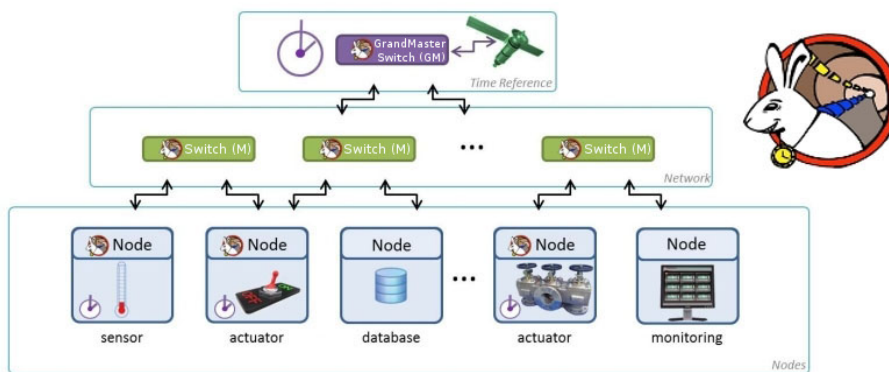 GrandMaster
Switch (GM)
Time Reference
Switch (M)
Switch (M)
...
Switch (M)
Network
Node
Node
Node
...
Node
Node
OFF
sensor
actuator
database
actuator
monitoring
Nodes